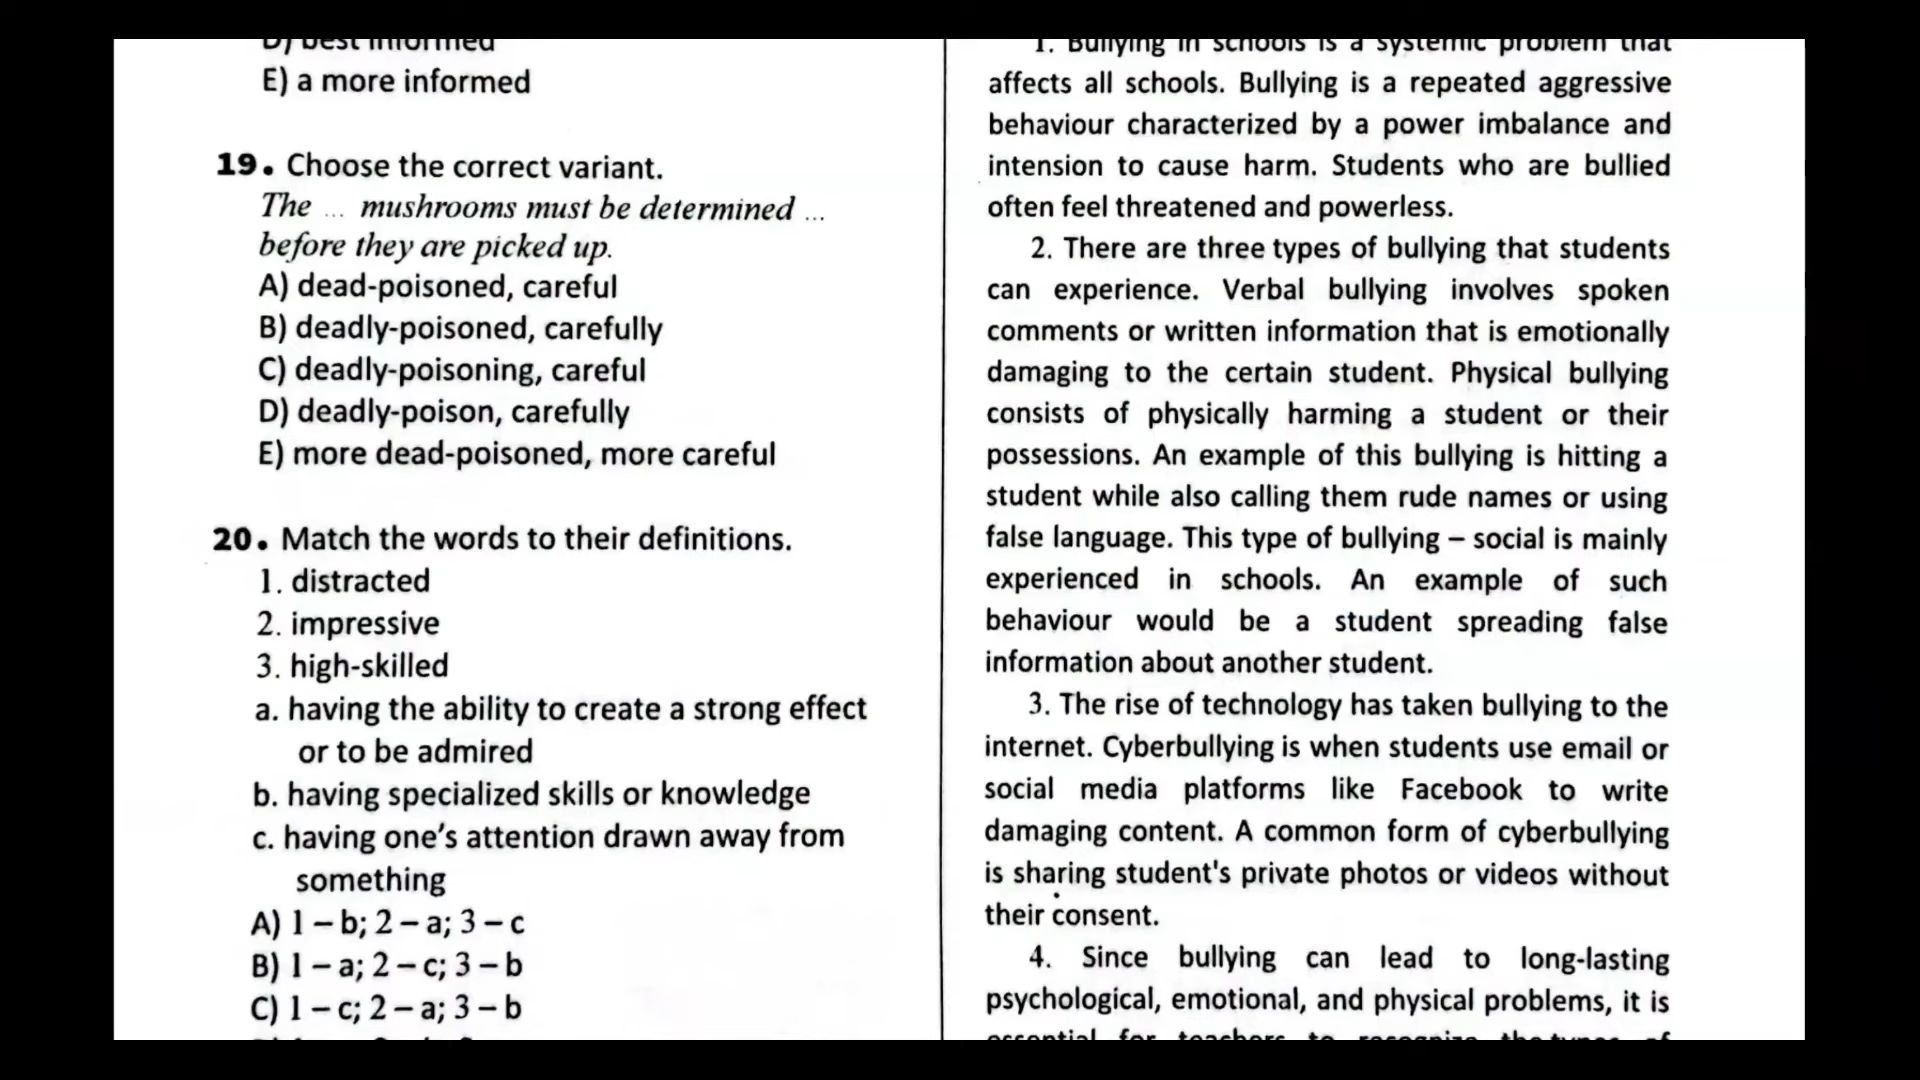 D) best informed
E) a more informed
19. Choose the correct variant.
The ... mushrooms must be determined ...
before they are picked up.
A) dead-poisoned, careful
B) deadly-poisoned, carefully
C) deadly-poisoning, careful
D) deadly-poison, carefully
E) more dead-poisoned, more careful
20. Match the words to their definitions.
1. distracted
2. impressive
3. high-skilled
a. having the ability to create a strong effect
or to be admired
b. having specialized skills or knowledge
c. having one's attention drawn away from
something
A) 1 – b; 2 – a; 3 – c
B) 1 – a; 2 – c; 3 – b
C) 1 – c; 2 – a; 3 – b
1. Bullying in schools is a systemic problem that
affects all schools. Bullying is a repeated aggressive
behaviour characterized by a power imbalance and
intension to cause harm. Students who are bullied
often feel threatened and powerless.
2. There are three types of bullying that students
can experience. Verbal bullying involves spoken
comments or written information that is emotionally
damaging to the certain student. Physical bullying
consists of physically harming a student or their
possessions. An example of this bullying is hitting a
student while also calling them rude names or using
false language. This type of bullying – social is mainly
experienced in schools. An example of such
behaviour would be a student spreading false
information about another student.
3. The rise of technology has taken bullying to the
internet. Cyberbullying is when students use email or
social media platforms like Facebook to write
damaging content. A common form of cyberbullying
is sharing student's private photos or videos without
their consent.
4. Since bullying can lead to long-lasting
psychological, emotional, and physical problems, it is
essential for teachers to recognize the types of